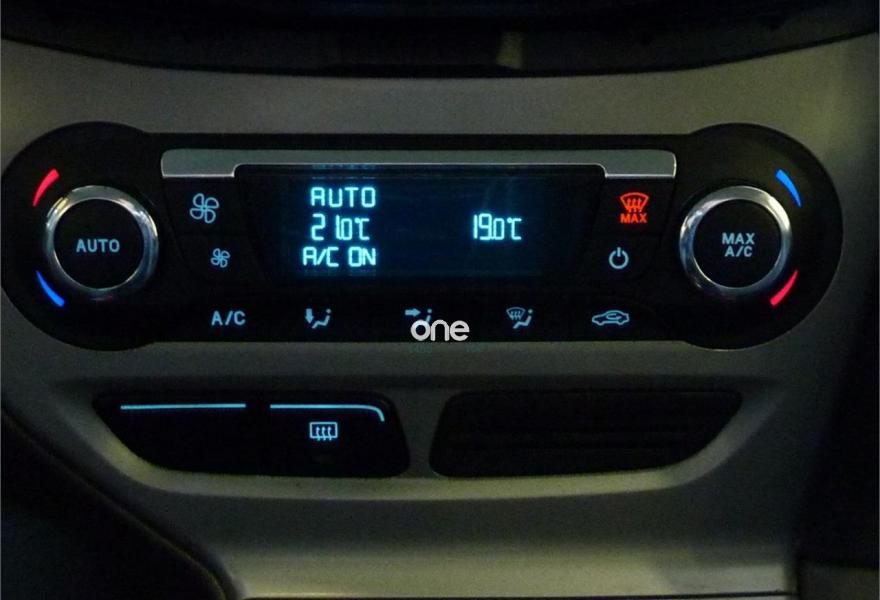 AUTO
21.0°C 19.0°C
A/C ON
MAX
AUTO
MAX
A/C
A/C
one